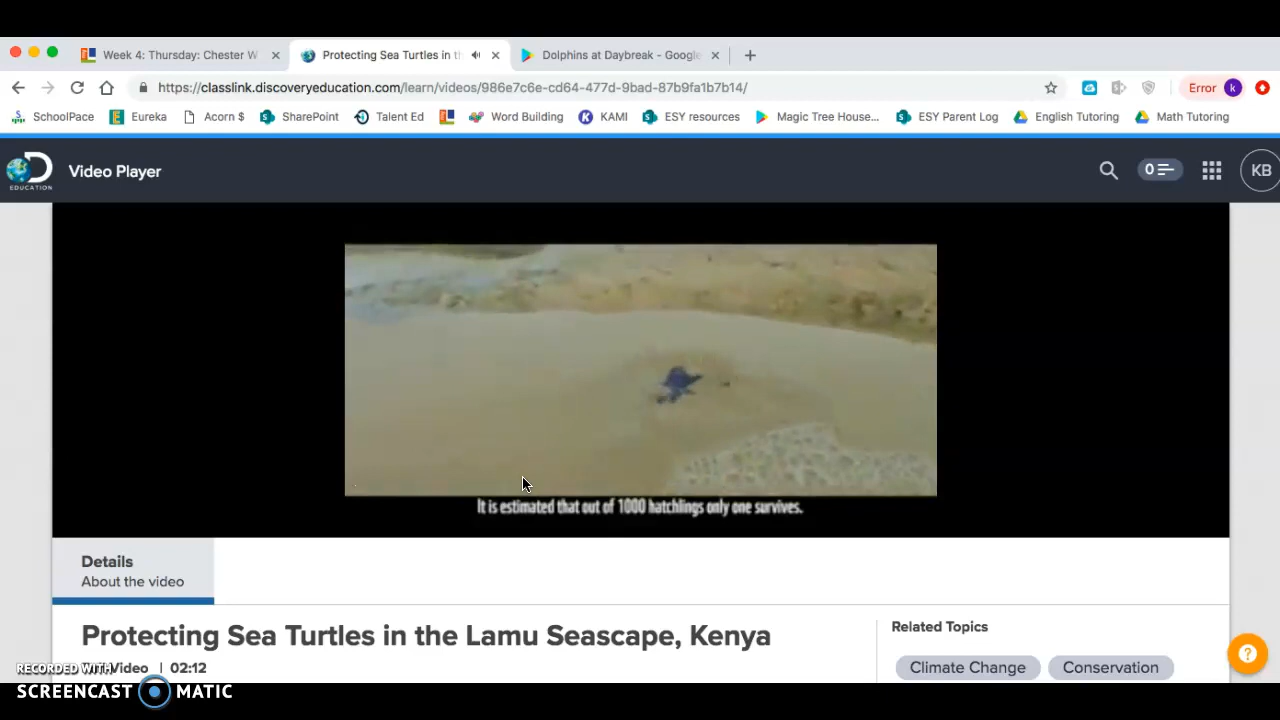 Week 4: Thursday: Chester W
Protecting Sea Turtles in th
Dolphins at Daybreak - Google
https://classlink.discoveryeducation.com/learn/videos/986e7c6e-cd64-477d-9bad-87b9fa1b7b14/
Error k
SchoolPace Eureka Acorn $ SharePoint Talent Ed Word Building KAMI ESY resources Magic Tree House... ESY Parent Log English Tutoring Math Tutoring
EDUCATION
Video Player
0
KB
It is estimated that out of 1000 hatchlings only one survives.
Details
About the video
Protecting Sea Turtles in the Lamu Seascape, Kenya
Video | 02:12
Related Topics
Climate Change Conservation
?
RECORDED WITH
SCREENCAST MATIC